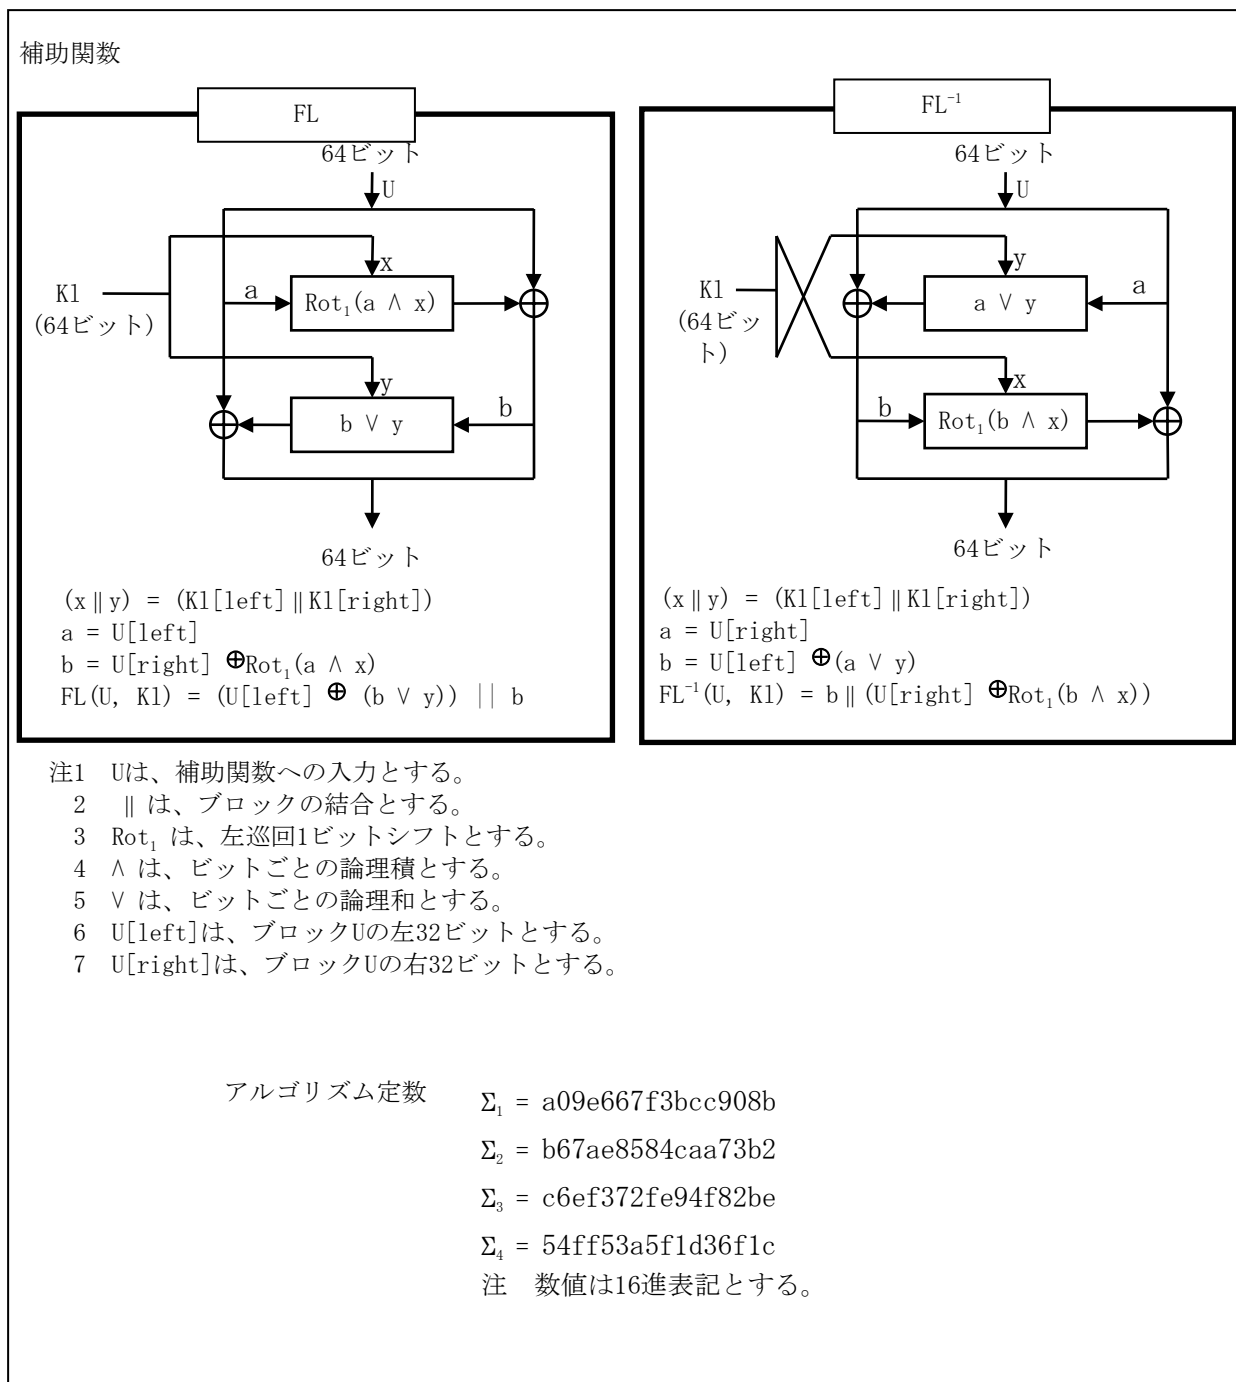 補助関数
FL
64ビット
U
x
Kl
(64ビット)
a
Rot₁(a ∧ x)
y
b ∨ y
b
64ビット
(x‖y) = (Kl[left]‖Kl[right])
a = U[left]
b = U[right] ⊕Rot₁(a ∧ x)
FL(U, Kl) = (U[left] ⊕ (b ∨ y)) || b
FL⁻¹
64ビット
U
y
Kl
(64ビッ
ト)
a ∨ y
a
x
b
Rot₁(b ∧ x)
64ビット
(x‖y) = (Kl[left]‖Kl[right])
a = U[right]
b = U[left] ⊕(a ∨ y)
FL⁻¹(U, Kl) = b‖(U[right] ⊕Rot₁(b ∧ x))
注1 Uは、補助関数への入力とする。
2 ‖は、ブロックの結合とする。
3 Rot₁ は、左巡回1ビットシフトとする。
4 ∧ は、ビットごとの論理積とする。
5 ∨ は、ビットごとの論理和とする。
6 U[left]は、ブロックUの左32ビットとする。
7 U[right]は、ブロックUの右32ビットとする。
アルゴリズム定数
Σ₁ = a09e667f3bcc908b
Σ₂ = b67ae8584caa73b2
Σ₃ = c6ef372fe94f82be
Σ₄ = 54ff53a5f1d36f1c
注 数値は16進表記とする。